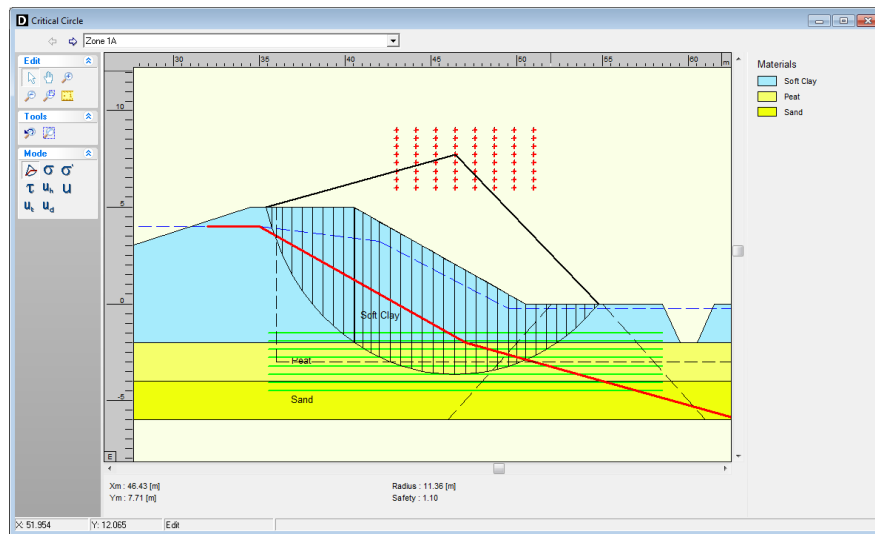 D Critical Circle
Zone 1A
Edit
Tools
Mode
σ σ'
τ uh u
ut ud
30 35 40 45 50 55 60 m
10
5
0
-5
E
Soft Clay
Peat
Sand
Materials
Soft Clay
Peat
Sand
Xm : 46.43 [m]
Radius : 11.36 [m]
Ym : 7.71 [m]
Safety : 1.10
X: 51.954
Y: 12.065
Edit